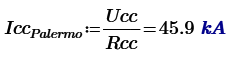 Icc_Palermo := Ucc / Rcc = 45.9 kA